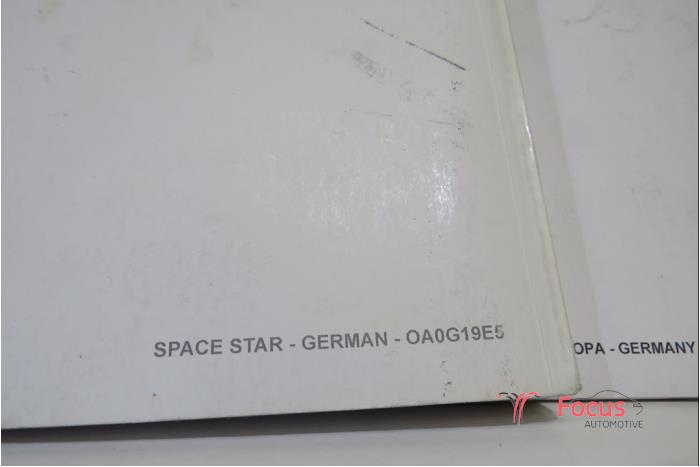 SPACE STAR - GERMAN - OA0G19E5
OPA - GERMANY
Focus
AUTOMOTIVE